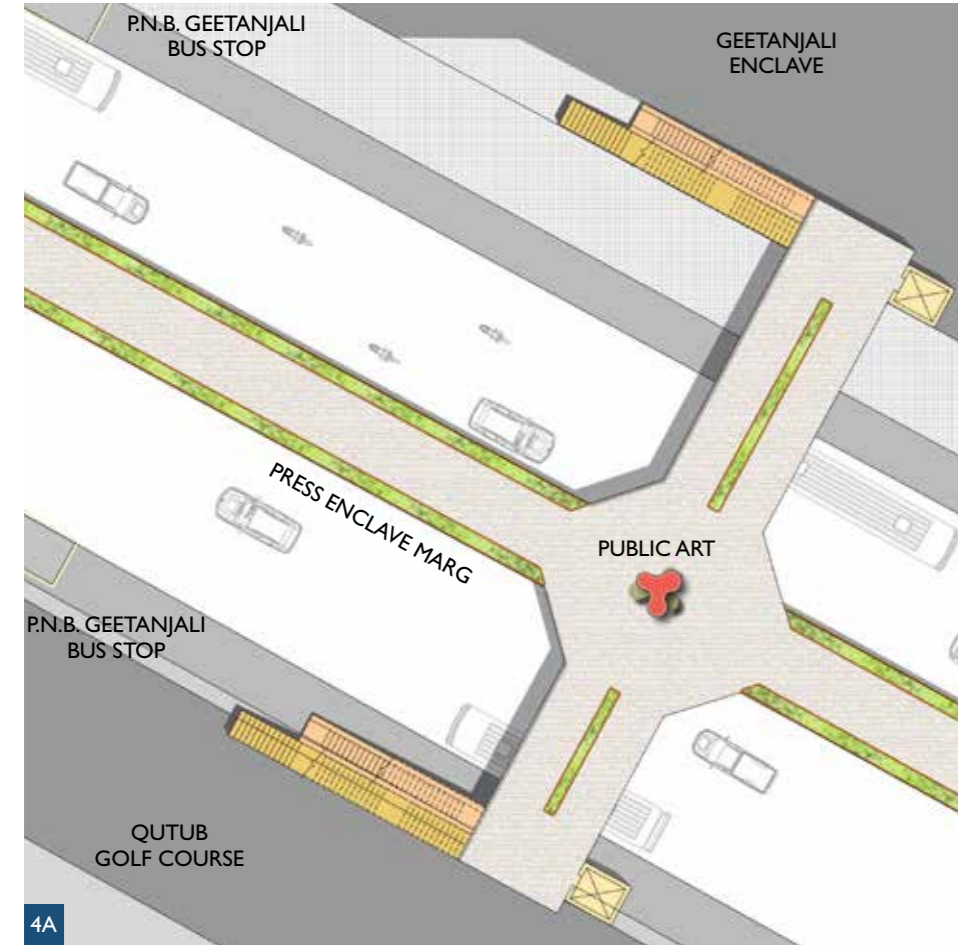 P.N.B. GEETANJALI
BUS STOP
GEETANJALI
ENCLAVE
PRESS ENCLAVE MARG
PUBLIC ART
P.N.B. GEETANJALI
BUS STOP
QUTUB
GOLF COURSE
4A